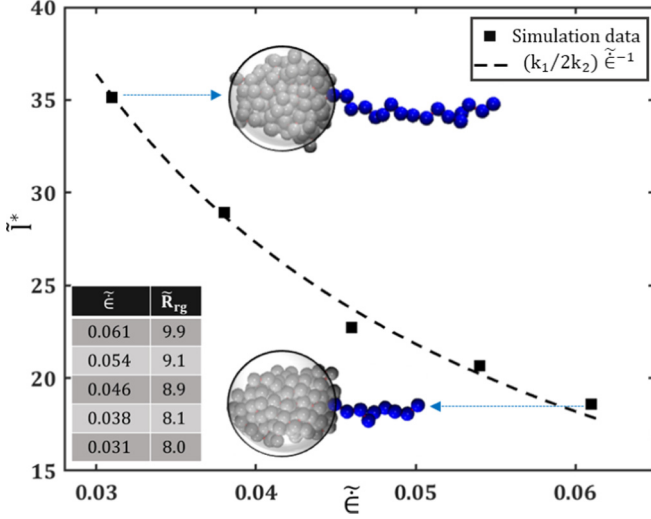 40
35
30
25
20
15
0.03 0.04 0.05 0.06
l̃*
ϵ̃̇
Simulation data
(k₁/2k₂) ϵ̃̇⁻¹
ϵ̃̇ R̃rg
0.061 9.9
0.054 9.1
0.046 8.9
0.038 8.1
0.031 8.0